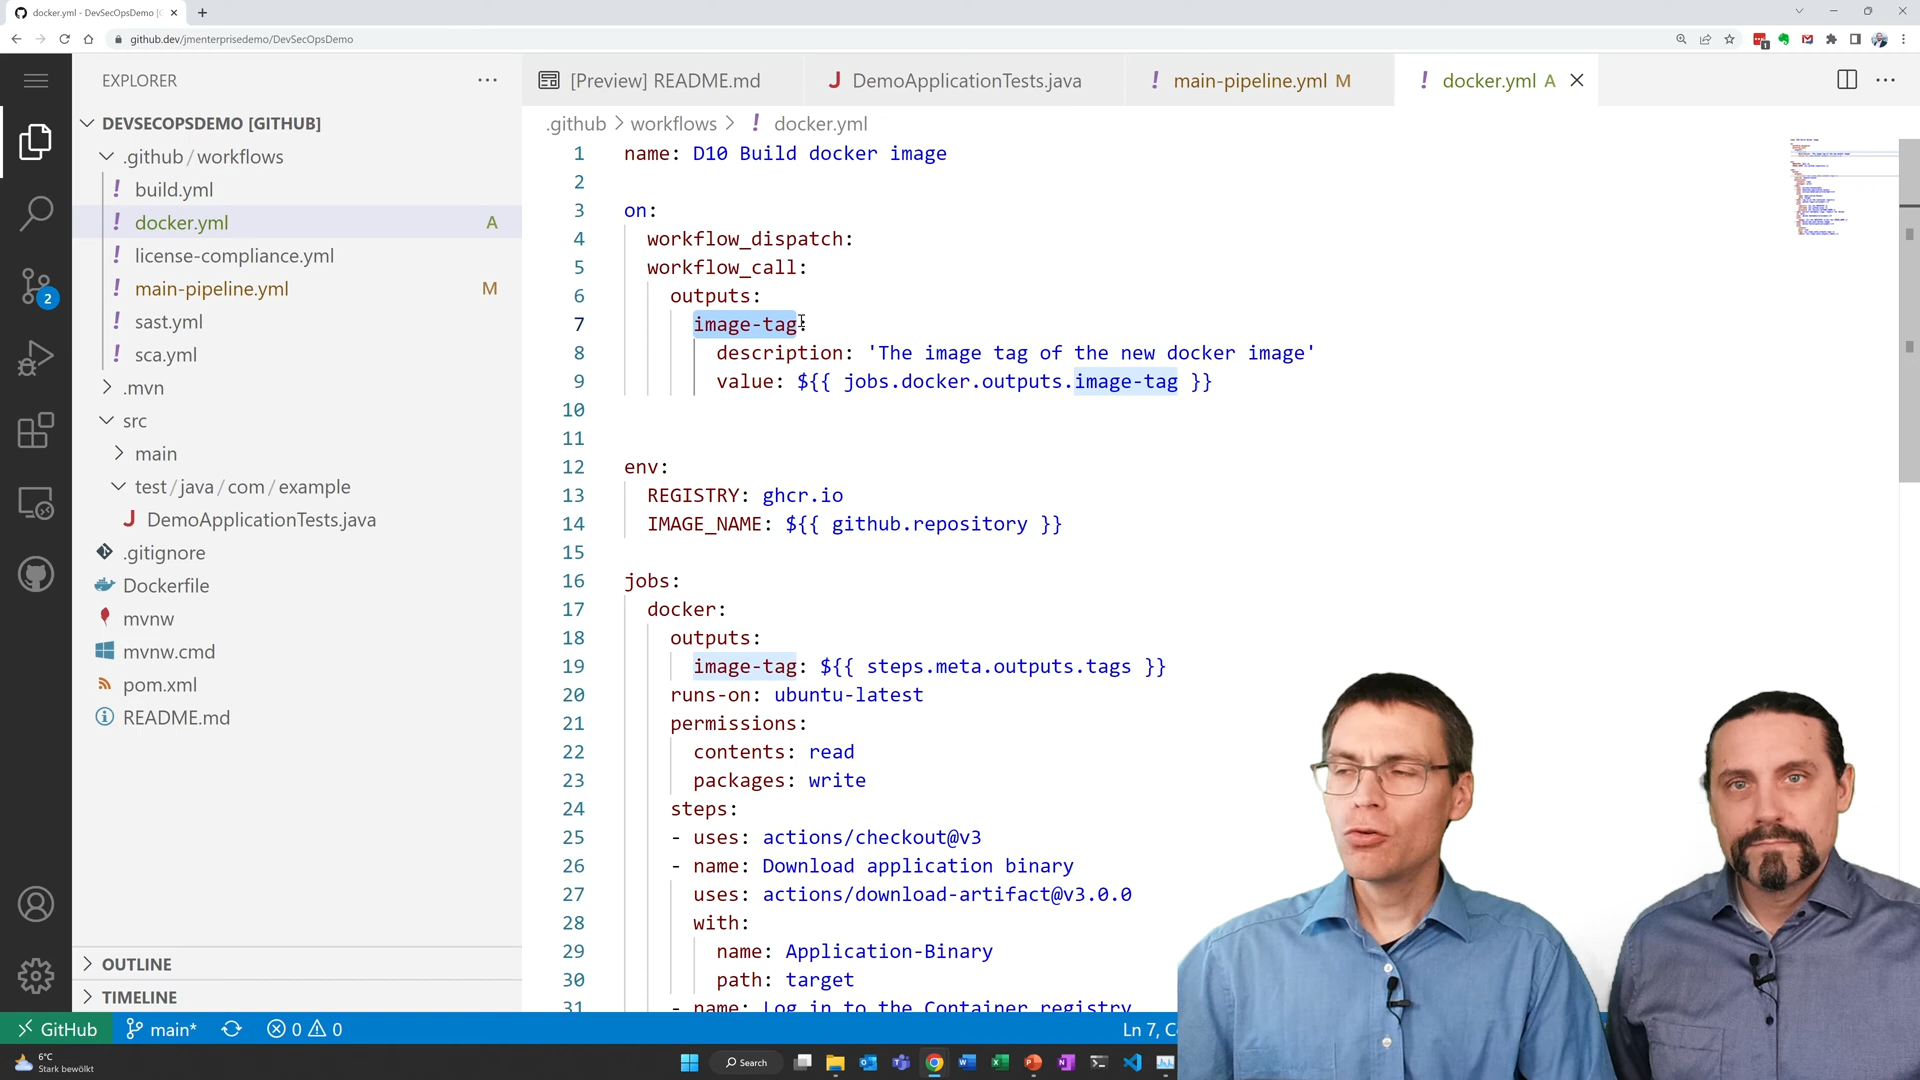 docker.yml - DevSecOpsDemo [G
github.dev/jmenterprisedemo/DevSecOpsDemo
EXPLORER
DEVSECOPSDEMO [GITHUB]
.github/workflows
build.yml
docker.yml A
license-compliance.yml
main-pipeline.yml M
sast.yml
sca.yml
.mvn
src
main
test/java/com/example
DemoApplicationTests.java
.gitignore
Dockerfile
mvnw
mvnw.cmd
pom.xml
README.md
OUTLINE
TIMELINE
2
[Preview] README.md
DemoApplicationTests.java
main-pipeline.yml M
docker.yml A
.github > workflows > ! docker.yml
1 name: D10 Build docker image
2
3 on:
4 workflow_dispatch:
5 workflow_call:
6 outputs:
7 image-tag:
8 description: 'The image tag of the new docker image'
9 value: ${{ jobs.docker.outputs.image-tag }}
10
11
12 env:
13 REGISTRY: ghcr.io
14 IMAGE_NAME: ${{ github.repository }}
15
16 jobs:
17 docker:
18 outputs:
19 image-tag: ${{ steps.meta.outputs.tags }}
20 runs-on: ubuntu-latest
21 permissions:
22 contents: read
23 packages: write
24 steps:
25 - uses: actions/checkout@v3
26 - name: Download application binary
27 uses: actions/download-artifact@v3.0.0
28 with:
29 name: Application-Binary
30 path: target
31 - name: Log in to the Container registry
GitHub
main*
0
0
Ln 7, C
6°C
Stark bewölkt
Search